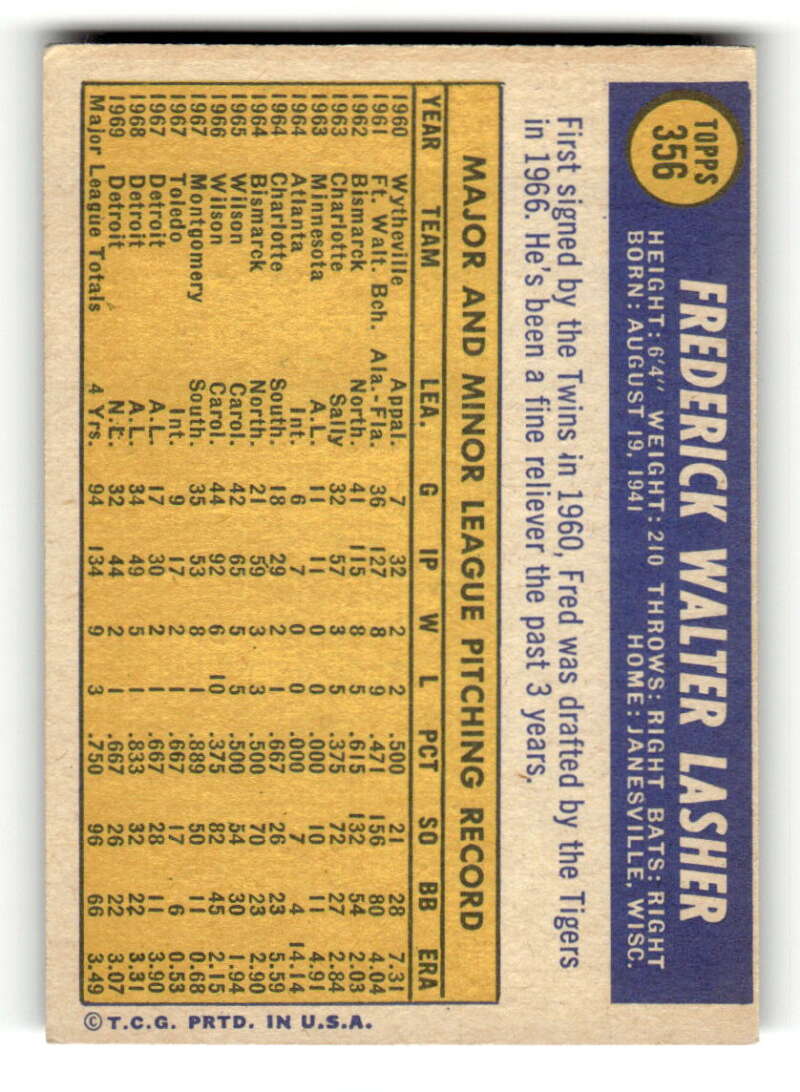 TOPPS
356
FREDERICK WALTER LASHER
HEIGHT: 6'4" WEIGHT: 210 THROWS: RIGHT BATS: RIGHT
BORN: AUGUST 19, 1941 HOME: JANESVILLE, WISC.
First signed by the Twins in 1960, Fred was drafted by the Tigers
in 1966. He's been a fine reliever the past 3 years.
MAJOR AND MINOR LEAGUE PITCHING RECORD
YEAR TEAM LEA. G IP W L PCT SO BB ERA
1960 Wytheville Appal. 7 32 2 2 .500 21 28 7.31
1961 Ft. Walt. Bch. Ala.-Fla. 36 127 8 9 .471 156 80 4.04
1962 Bismarck North. 41 115 8 5 .615 132 54 2.03
1963 Charlotte Sally 32 57 3 5 .375 72 27 2.84
1963 Minnesota A.L. 11 11 0 0 .000 10 11 4.91
1964 Atlanta Int. 6 7 0 0 .000 7 4 14.14
1964 Charlotte South. 18 29 2 1 .667 26 23 5.59
1964 Bismarck North. 21 59 3 3 .500 70 23 2.90
1965 Wilson Carol. 42 65 5 5 .500 54 30 1.94
1966 Wilson Carol. 44 92 6 10 .375 82 45 2.15
1967 Montgomery South. 35 53 8 1 .889 50 11 0.68
1967 Toledo Int. 9 17 2 1 .667 17 6 0.53
1967 Detroit A.L. 17 30 2 1 .667 28 11 3.90
1968 Detroit A.L. 34 49 5 1 .833 32 22 3.91
1969 Detroit N.L. 32 44 2 1 .667 26 22 3.07
Major League Totals 4 Yrs. 94 134 9 3 .750 96 66 3.49
© T.C.G. PRTD. IN U.S.A.